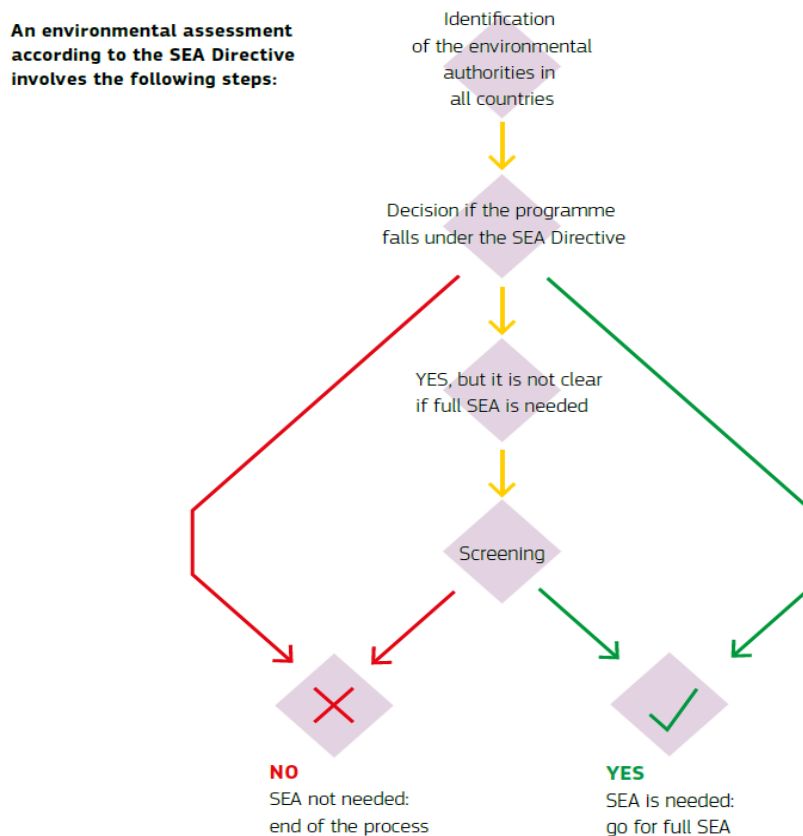 An environmental assessment
according to the SEA Directive
involves the following steps:
Identification
of the environmental
authorities in
all countries
Decision if the programme
falls under the SEA Directive
YES, but it is not clear
if full SEA is needed
Screening
NO
SEA not needed:
end of the process
YES
SEA is needed:
go for full SEA